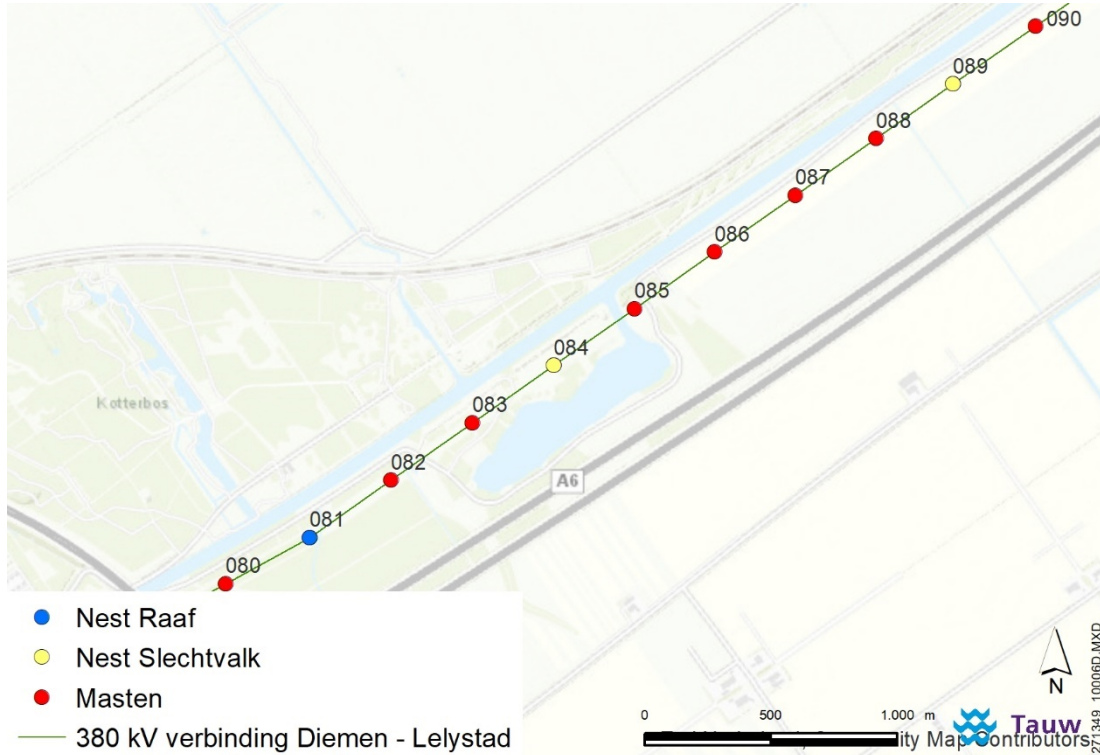 090
089
088
087
086
085
084
Kotterbos
083
082
A6
081
080
Nest Raaf
Nest Slechtvalk
Masten
380 kV verbinding Diemen - Lelystad
0 500 1.000 m
N
Tauw
ity Map Contributors
10006D.MXD